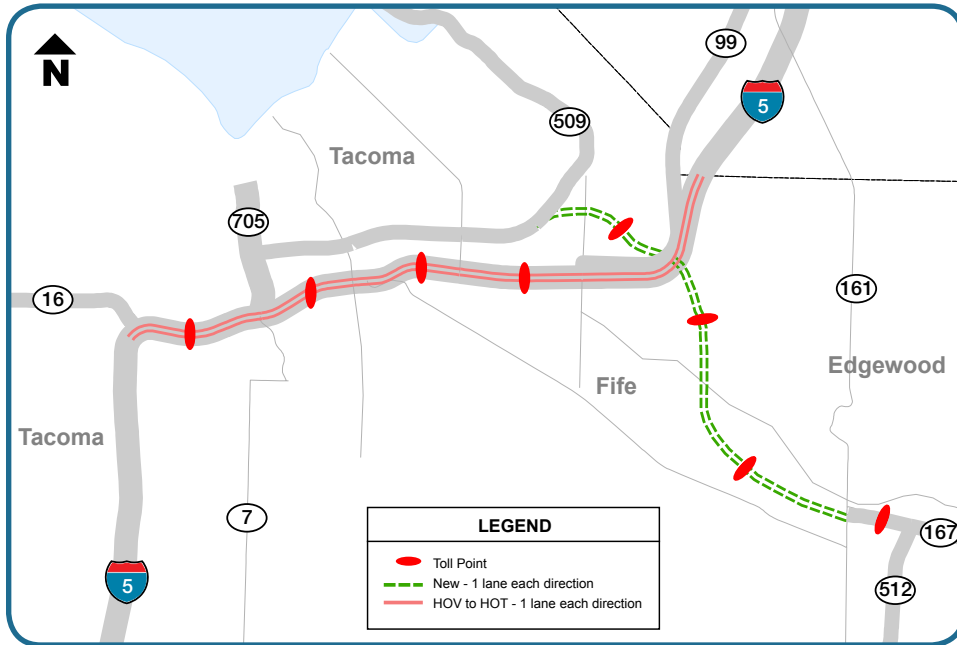 N
99
5
509
Tacoma
705
16
161
Edgewood
Fife
Tacoma
7
5
167
512
LEGEND
Toll Point
New - 1 lane each direction
HOV to HOT - 1 lane each direction